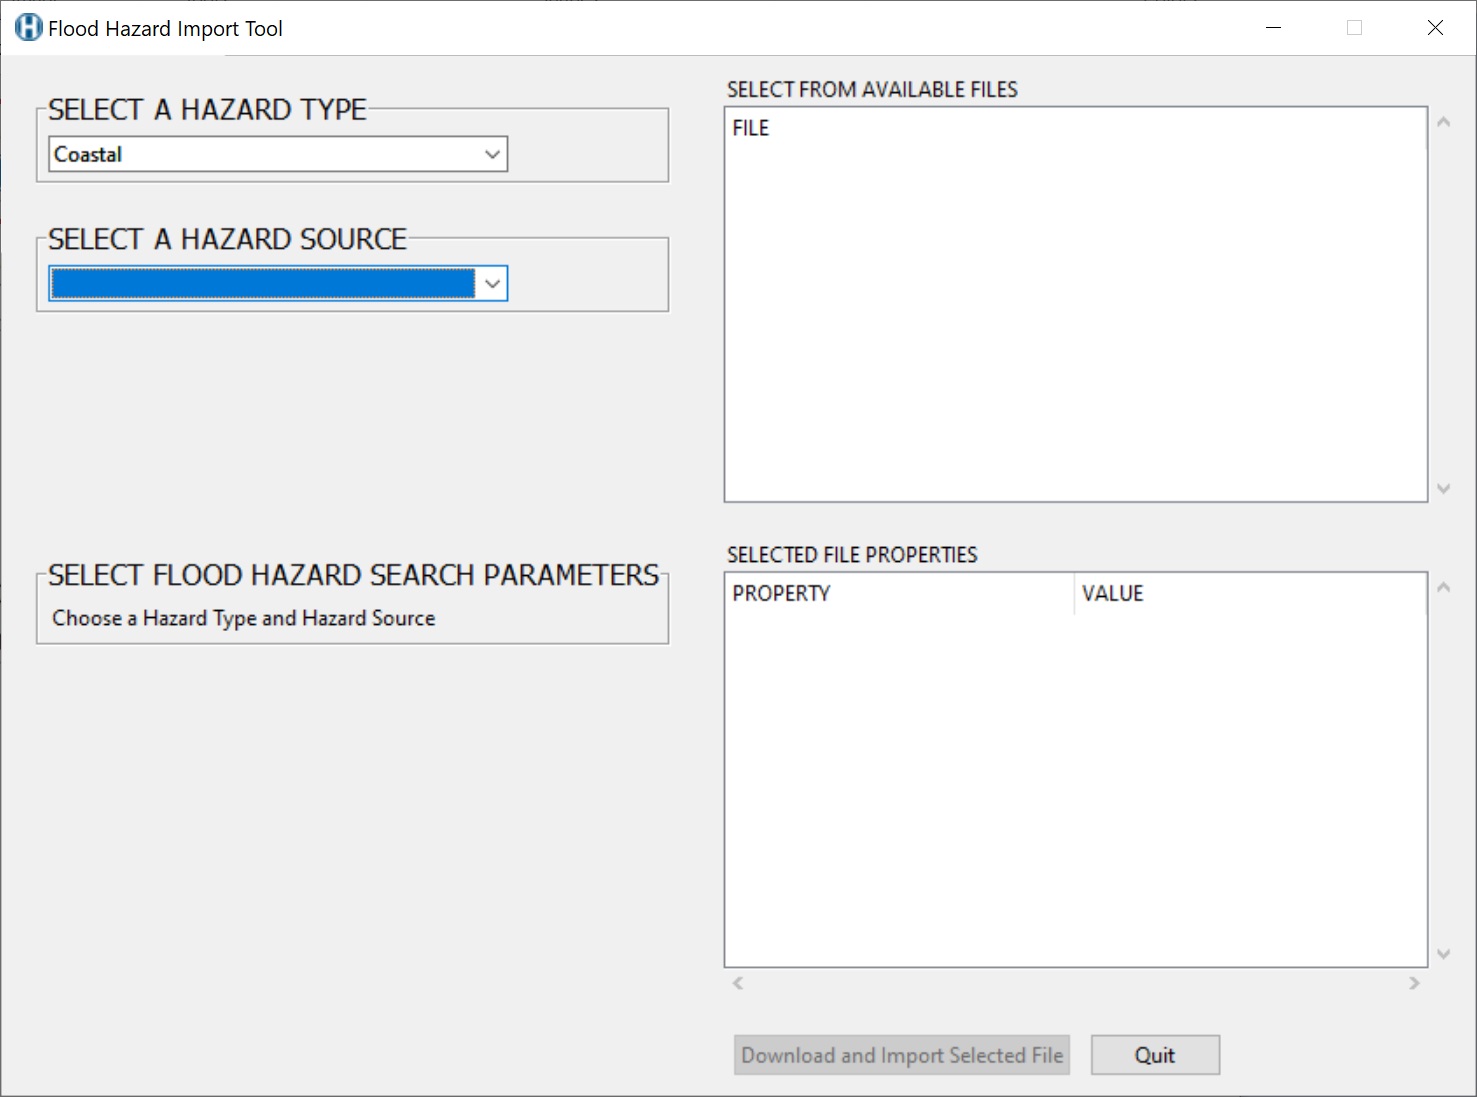 Flood Hazard Import Tool
SELECT A HAZARD TYPE
Coastal
SELECT A HAZARD SOURCE
SELECT FLOOD HAZARD SEARCH PARAMETERS
Choose a Hazard Type and Hazard Source
SELECT FROM AVAILABLE FILES
FILE
SELECTED FILE PROPERTIES
PROPERTY VALUE
Download and Import Selected File Quit